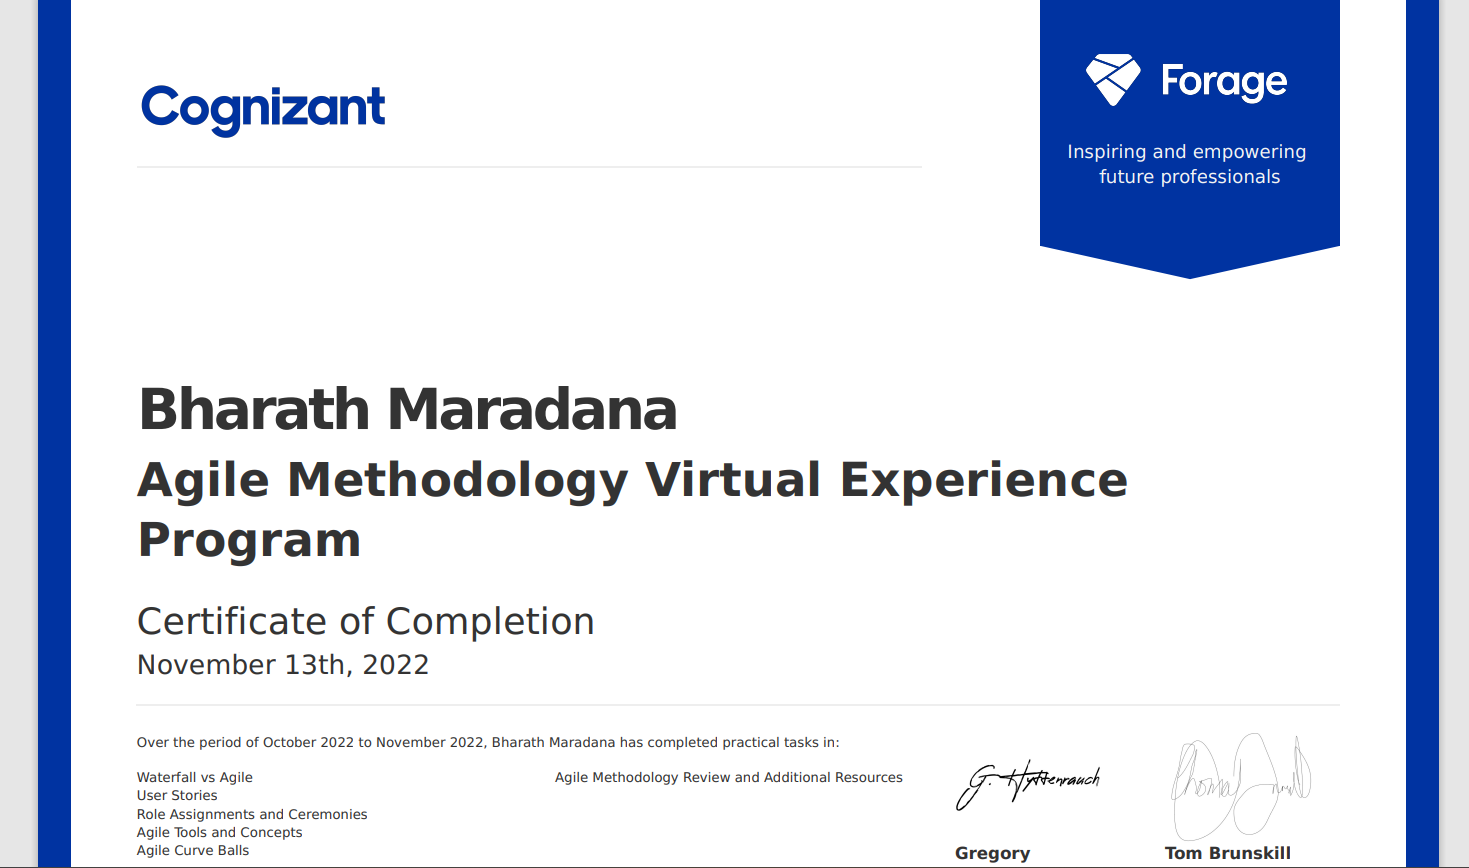 Cognizant
Forage
Inspiring and empowering
future professionals
Bharath Maradana
Agile Methodology Virtual Experience
Program
Certificate of Completion
November 13th, 2022
Over the period of October 2022 to November 2022, Bharath Maradana has completed practical tasks in:
Waterfall vs Agile
User Stories
Role Assignments and Ceremonies
Agile Tools and Concepts
Agile Curve Balls
Agile Methodology Review and Additional Resources
G. Hyttenrauch
Gregory
Tom Brunskill